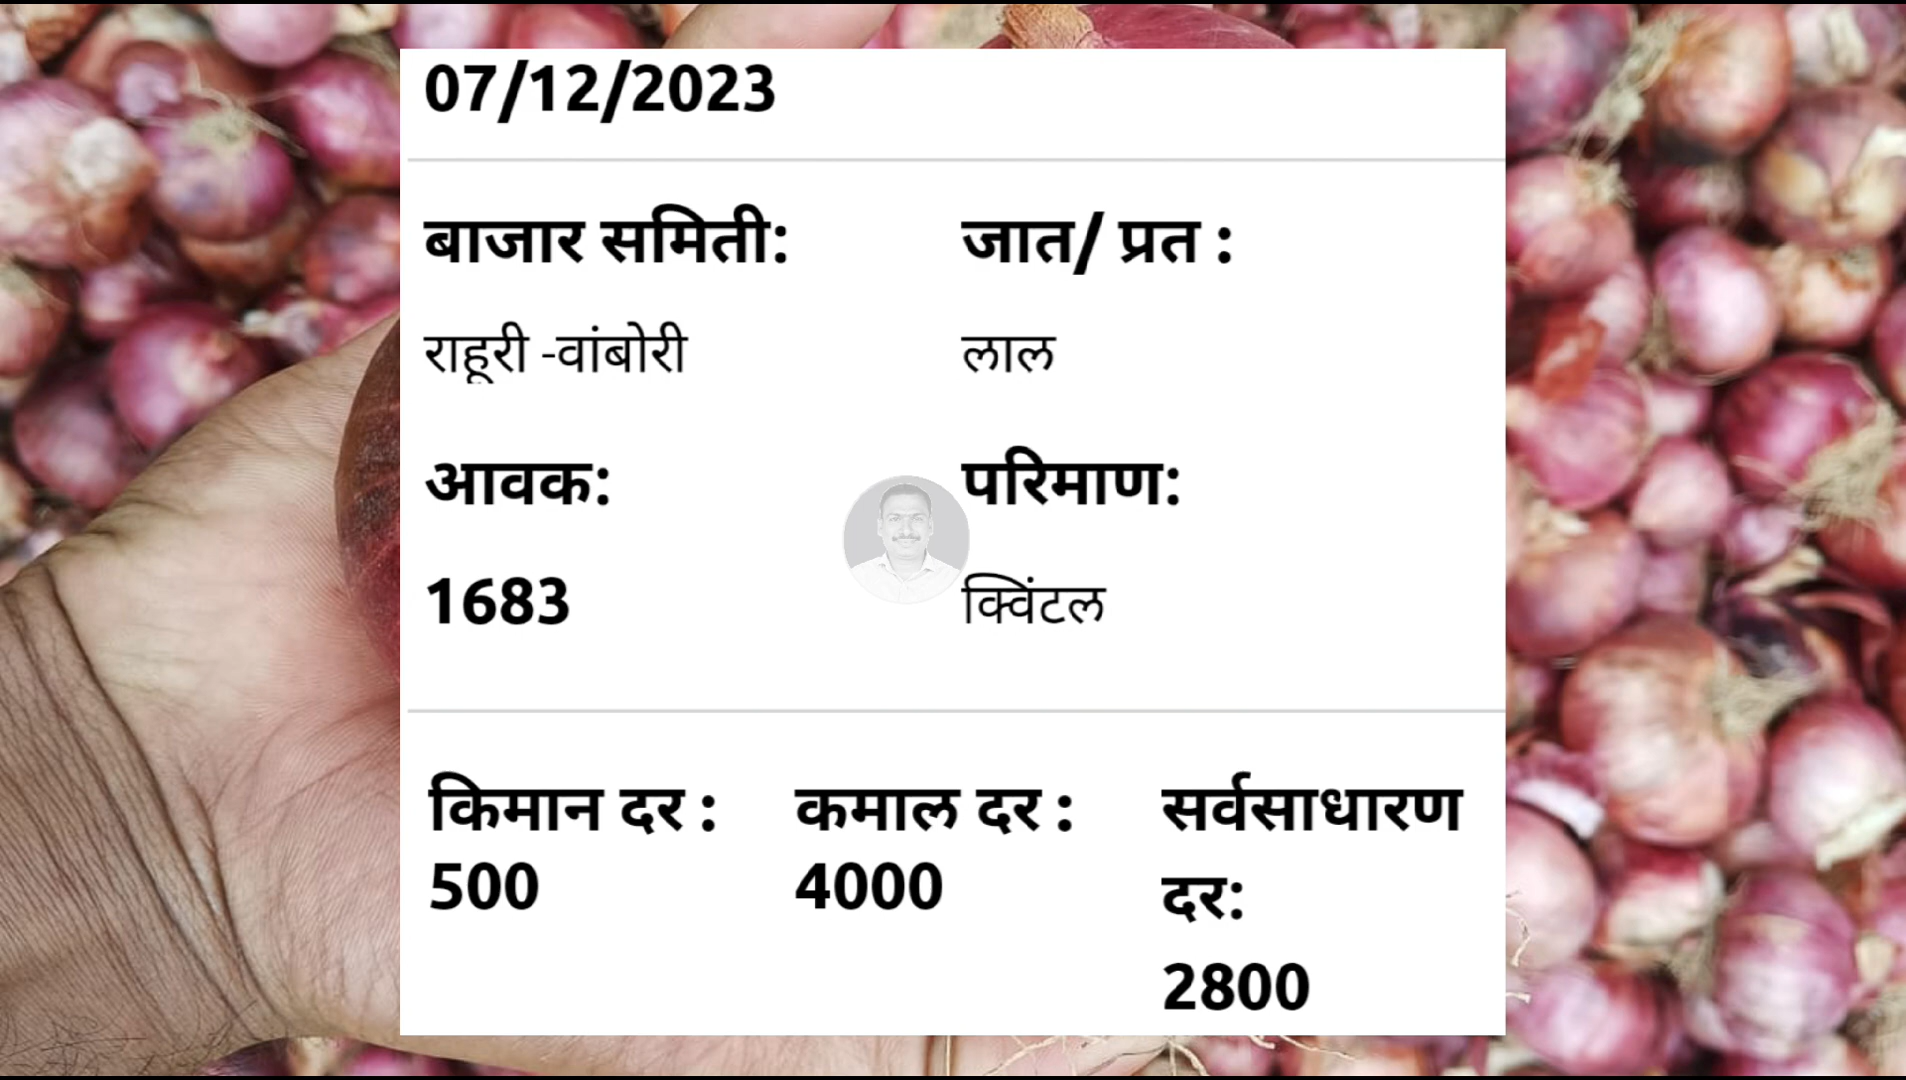 07/12/2023
बाजार समिती: जात/ प्रत :
राहूरी -वांबोरी लाल
आवक: परिमाण:
1683 क्विंटल
किमान दर : कमाल दर : सर्वसाधारण
500 4000 दर:
2800